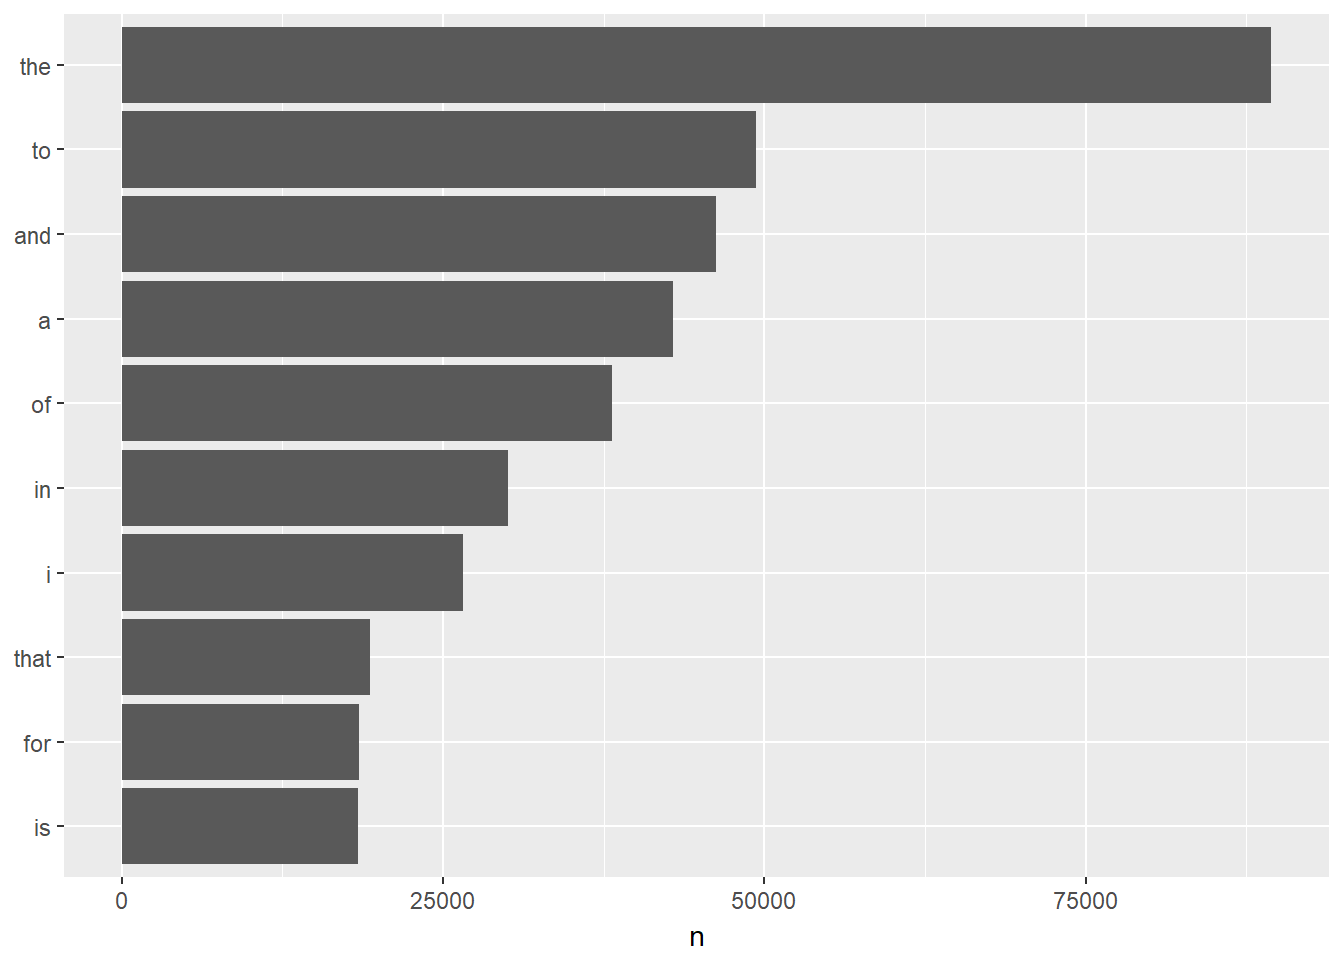 the
to
and
a
of
in
i
that
for
is
0 25000 50000 75000
n